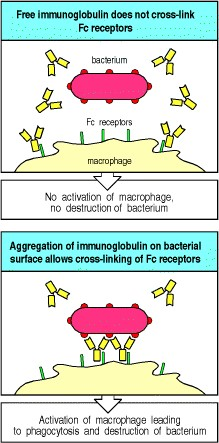 Free immunoglobulin does not cross-link
Fc receptors
bacterium
Fc receptors
macrophage
No activation of macrophage,
no destruction of bacterium
Aggregation of immunoglobulin on bacterial
surface allows cross-linking of Fc receptors
Activation of macrophage leading
to phagocytosis and destruction of bacterium